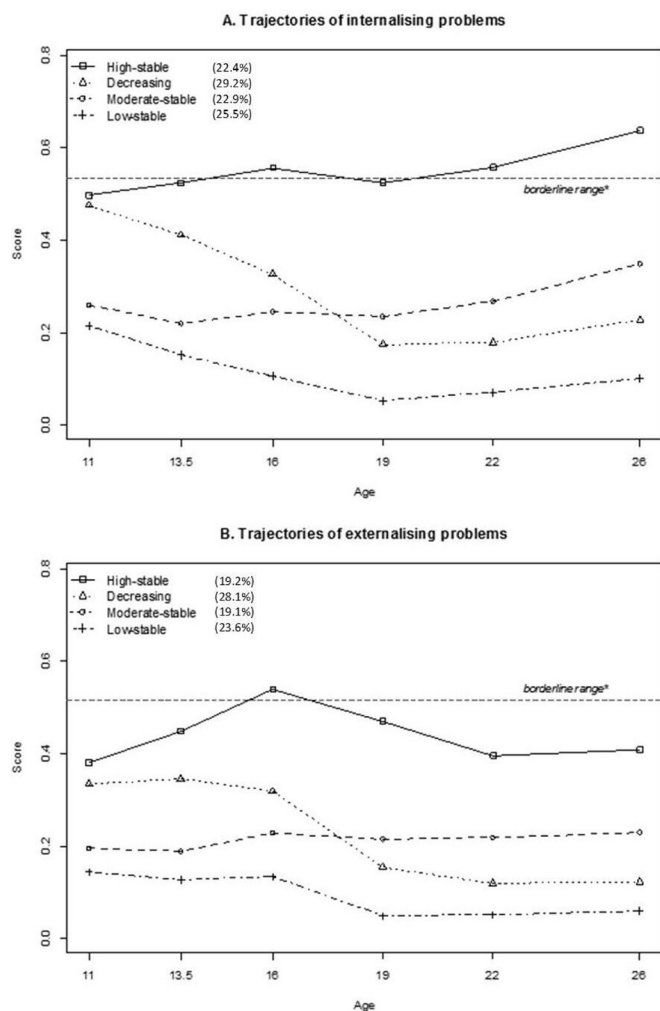 A. Trajectories of internalising problems
0.8
High-stable (22.4%)
Decreasing (29.2%)
Moderate-stable (22.9%)
Low-stable (25.5%)
0.6
borderline range*
0.4
Score
0.2
0.0
11 13.5 16 19 22 26
Age
B. Trajectories of externalising problems
0.8
High-stable (19.2%)
Decreasing (28.1%)
Moderate-stable (19.1%)
Low-stable (23.6%)
0.6
borderline range*
0.4
Score
0.2
0.0
11 13.5 16 19 22 26
Age